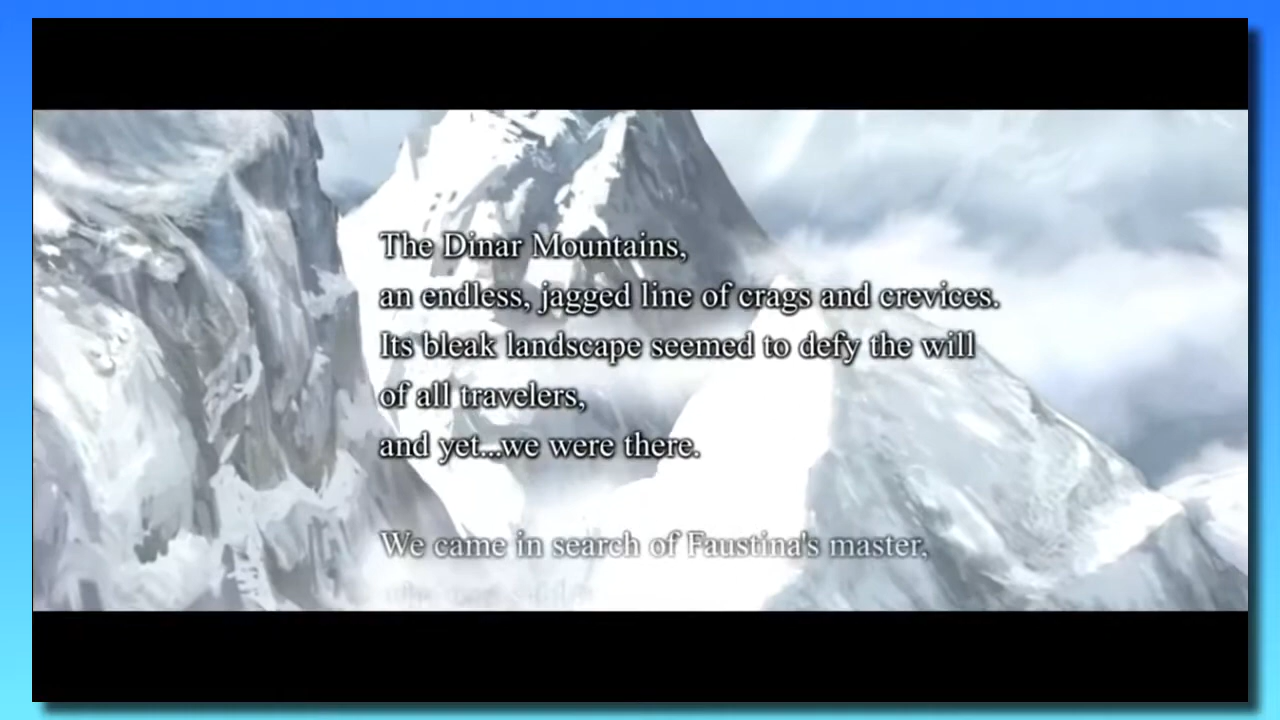 The Dinar Mountains,
an endless, jagged line of crags and crevices.
Its bleak landscape seemed to defy the will
of all travelers,
and yet...we were there.
We came in search of Faustina's master,